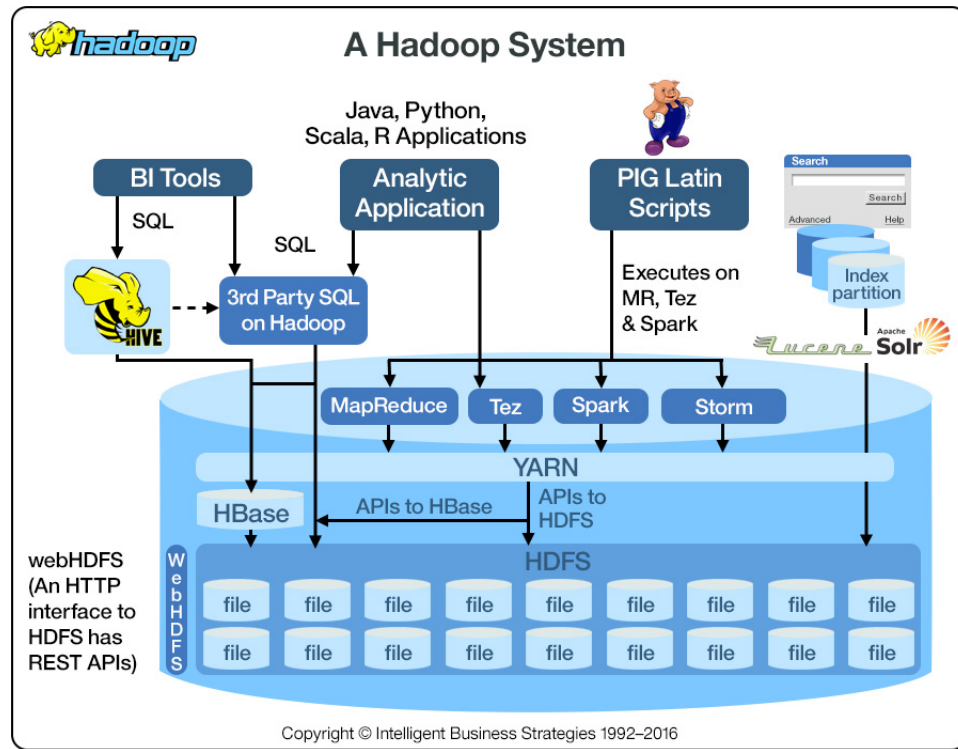 hadoop
A Hadoop System
Java, Python,
Scala, R Applications
BI Tools
Analytic
Application
PIG Latin
Scripts
Search
Search
Advanced
Help
SQL
SQL
HIVE
3rd Party SQL
on Hadoop
Executes on
MR, Tez
& Spark
Index
partition
Lucene
Apache
Solr
MapReduce
Tez
Spark
Storm
YARN
HBase
APIs to HBase
APIs to
HDFS
webHDFS
(An HTTP
interface to
HDFS has
REST APIs)
WebHDFS
HDFS
file file file file file file file file file
file file file file file file file file file
Copyright © Intelligent Business Strategies 1992–2016